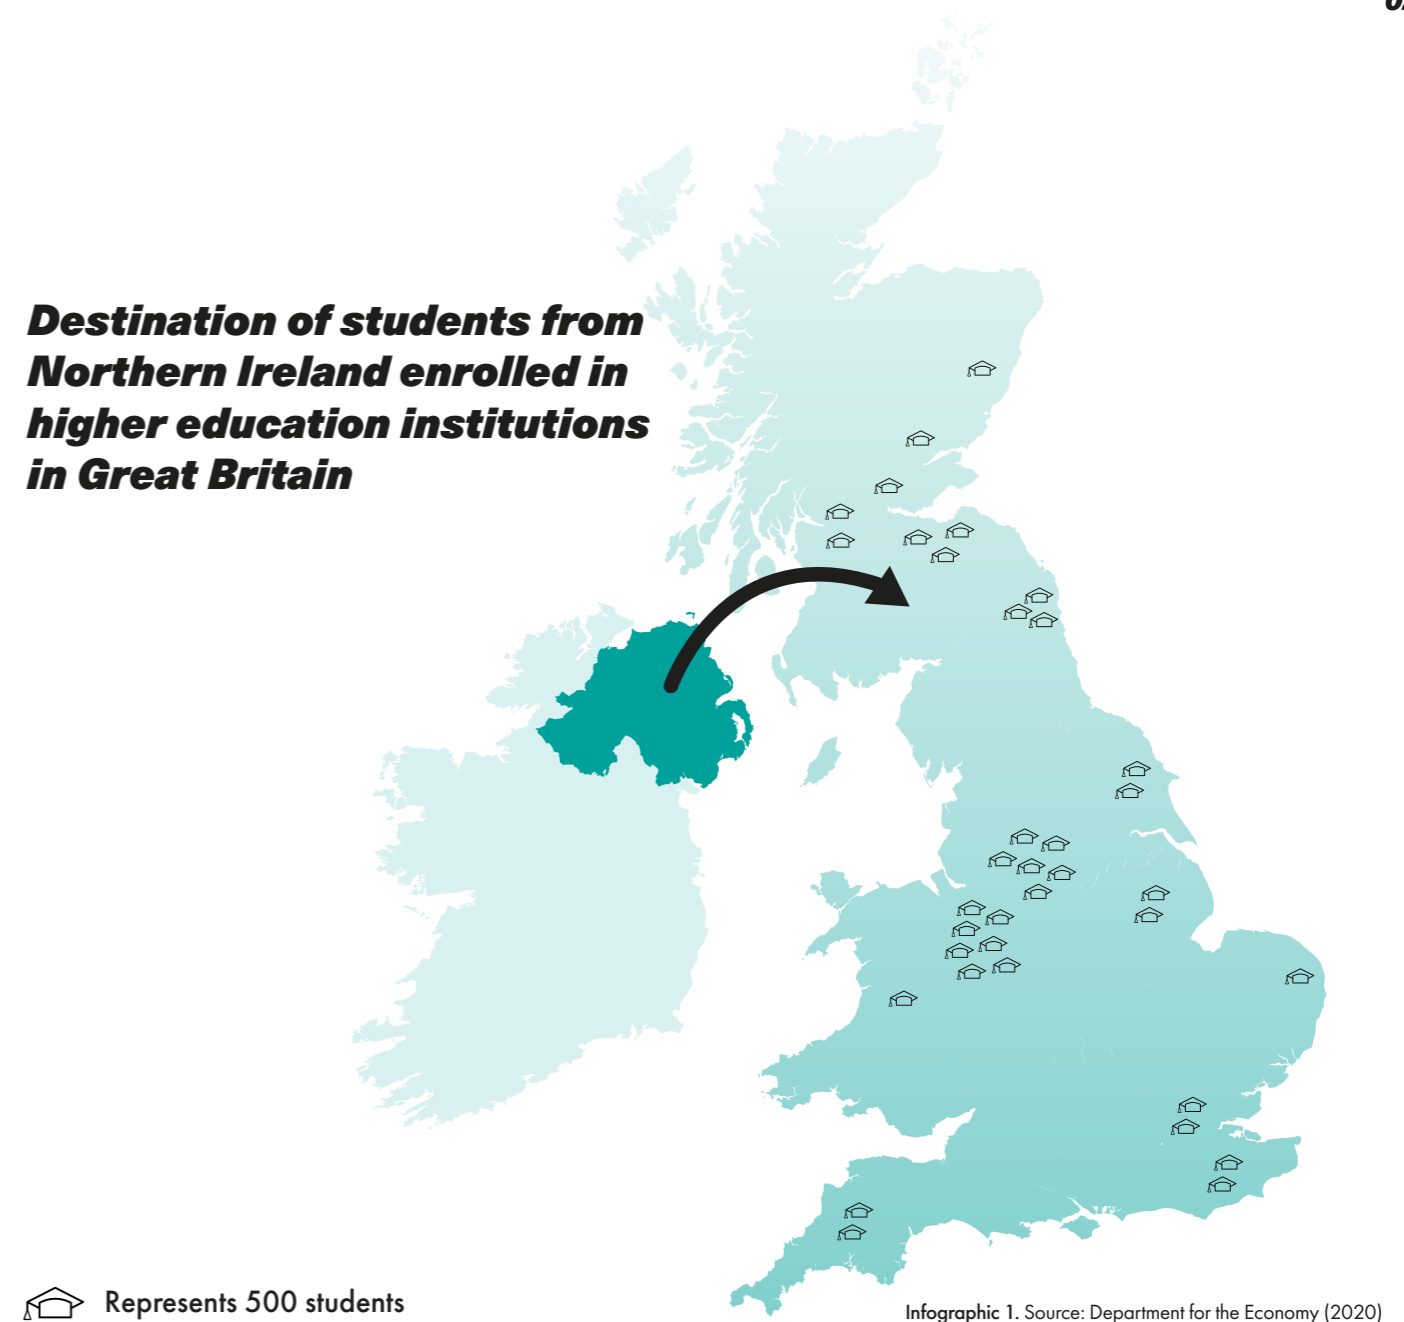 Destination of students from
Northern Ireland enrolled in
higher education institutions
in Great Britain
Represents 500 students
Infographic 1. Source: Department for the Economy (2020)